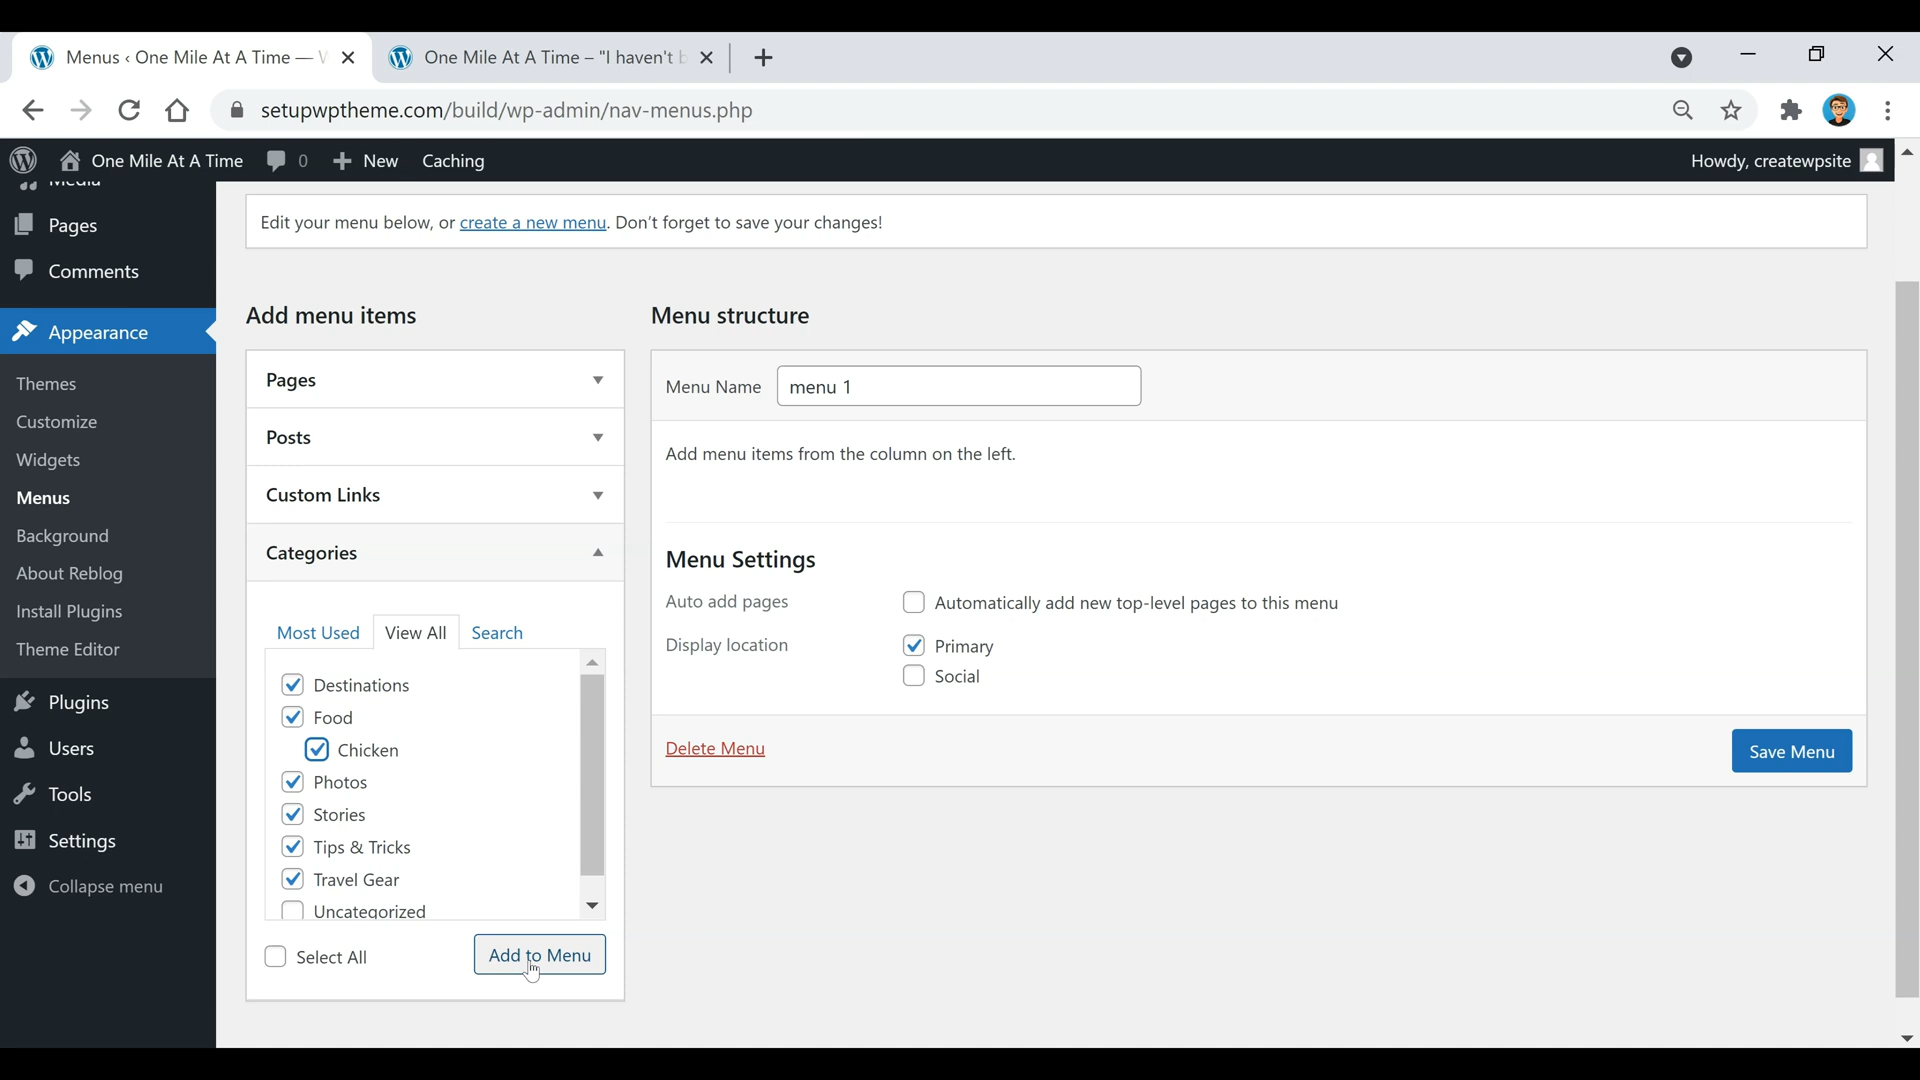 Menus ‹ One Mile At A Time — W
One Mile At A Time – "I haven't b
setupwptheme.com/build/wp-admin/nav-menus.php
One Mile At A Time
0
New
Caching
Howdy, createwpsite
Media
Pages
Comments
Appearance
Themes
Customize
Widgets
Menus
Background
About Reblog
Install Plugins
Theme Editor
Plugins
Users
Tools
Settings
Collapse menu
Edit your menu below, or create a new menu. Don't forget to save your changes!
Add menu items
Pages
Posts
Custom Links
Categories
Most Used
View All
Search
Destinations
Food
Chicken
Photos
Stories
Tips & Tricks
Travel Gear
Uncategorized
Select All
Add to Menu
Menu structure
Menu Name
menu 1
Add menu items from the column on the left.
Menu Settings
Auto add pages
Automatically add new top-level pages to this menu
Display location
Primary
Social
Delete Menu
Save Menu